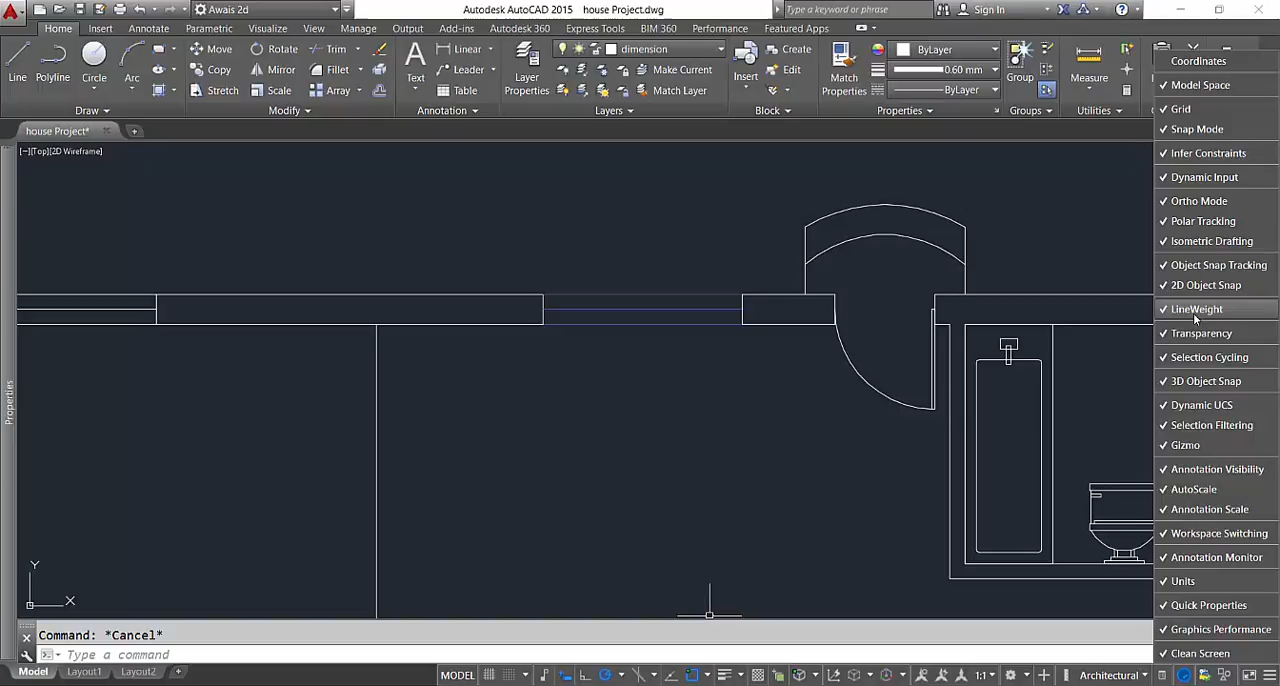 Awais 2d
Autodesk AutoCAD 2015 house Project.dwg
Type a keyword or phrase
Sign In
Home Insert Annotate Parametric Visualize View Manage Output Add-ins Autodesk 360 Express Tools BIM 360 Performance Featured Apps
Line Polyline Circle Arc
Move Rotate Trim
Copy Mirror Fillet
Stretch Scale Array
Text
Linear
Leader
Table
Layer Properties
dimension
Make Current
Match Layer
Insert
Create
Edit
Match Properties
ByLayer
0.60 mm
ByLayer
Group
Measure
Draw Modify Annotation Layers Block Properties Groups Utilities
house Project*
[−][Top][2D Wireframe]
Properties
Y
X
Coordinates
Model Space
Grid
Snap Mode
Infer Constraints
Dynamic Input
Ortho Mode
Polar Tracking
Isometric Drafting
Object Snap Tracking
2D Object Snap
LineWeight
Transparency
Selection Cycling
3D Object Snap
Dynamic UCS
Selection Filtering
Gizmo
Annotation Visibility
AutoScale
Annotation Scale
Workspace Switching
Annotation Monitor
Units
Quick Properties
Graphics Performance
Clean Screen
Command: *Cancel*
Type a command
Model Layout1 Layout2
MODEL
1:1
Architectural